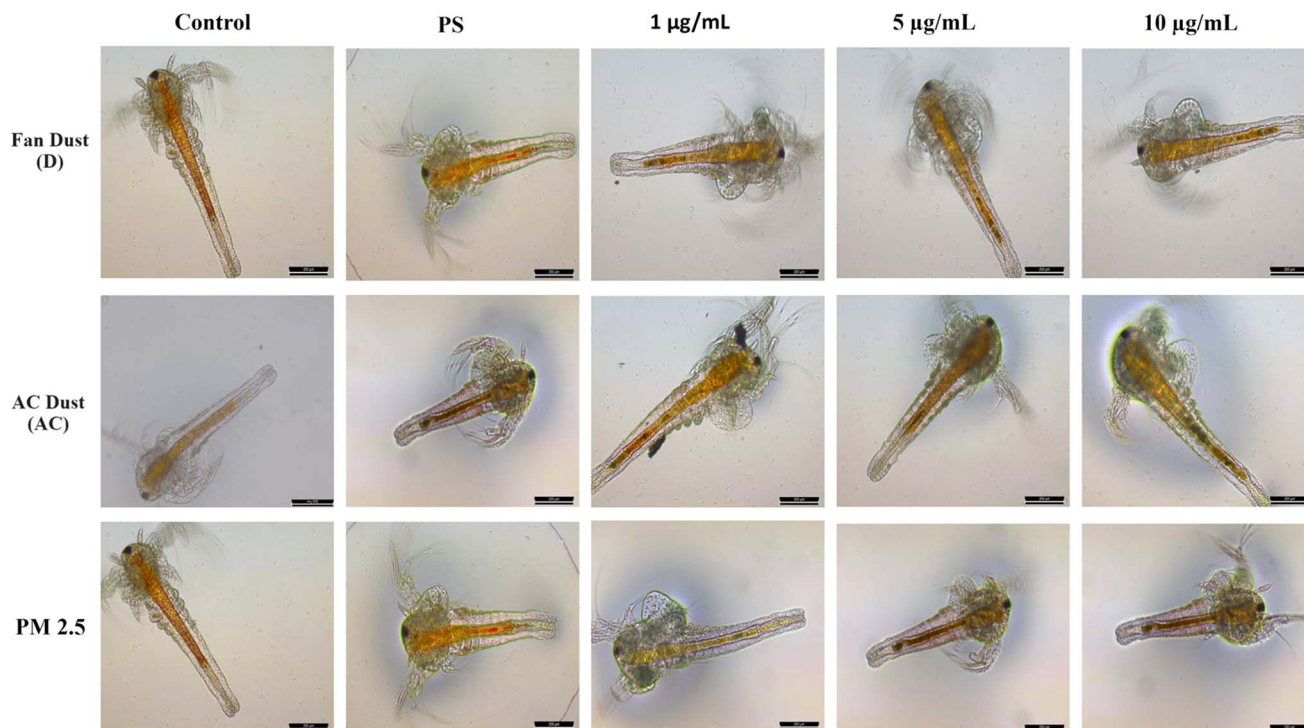 Control PS 1 µg/mL 5 µg/mL 10 µg/mL
Fan Dust
(D)
AC Dust
(AC)
PM 2.5